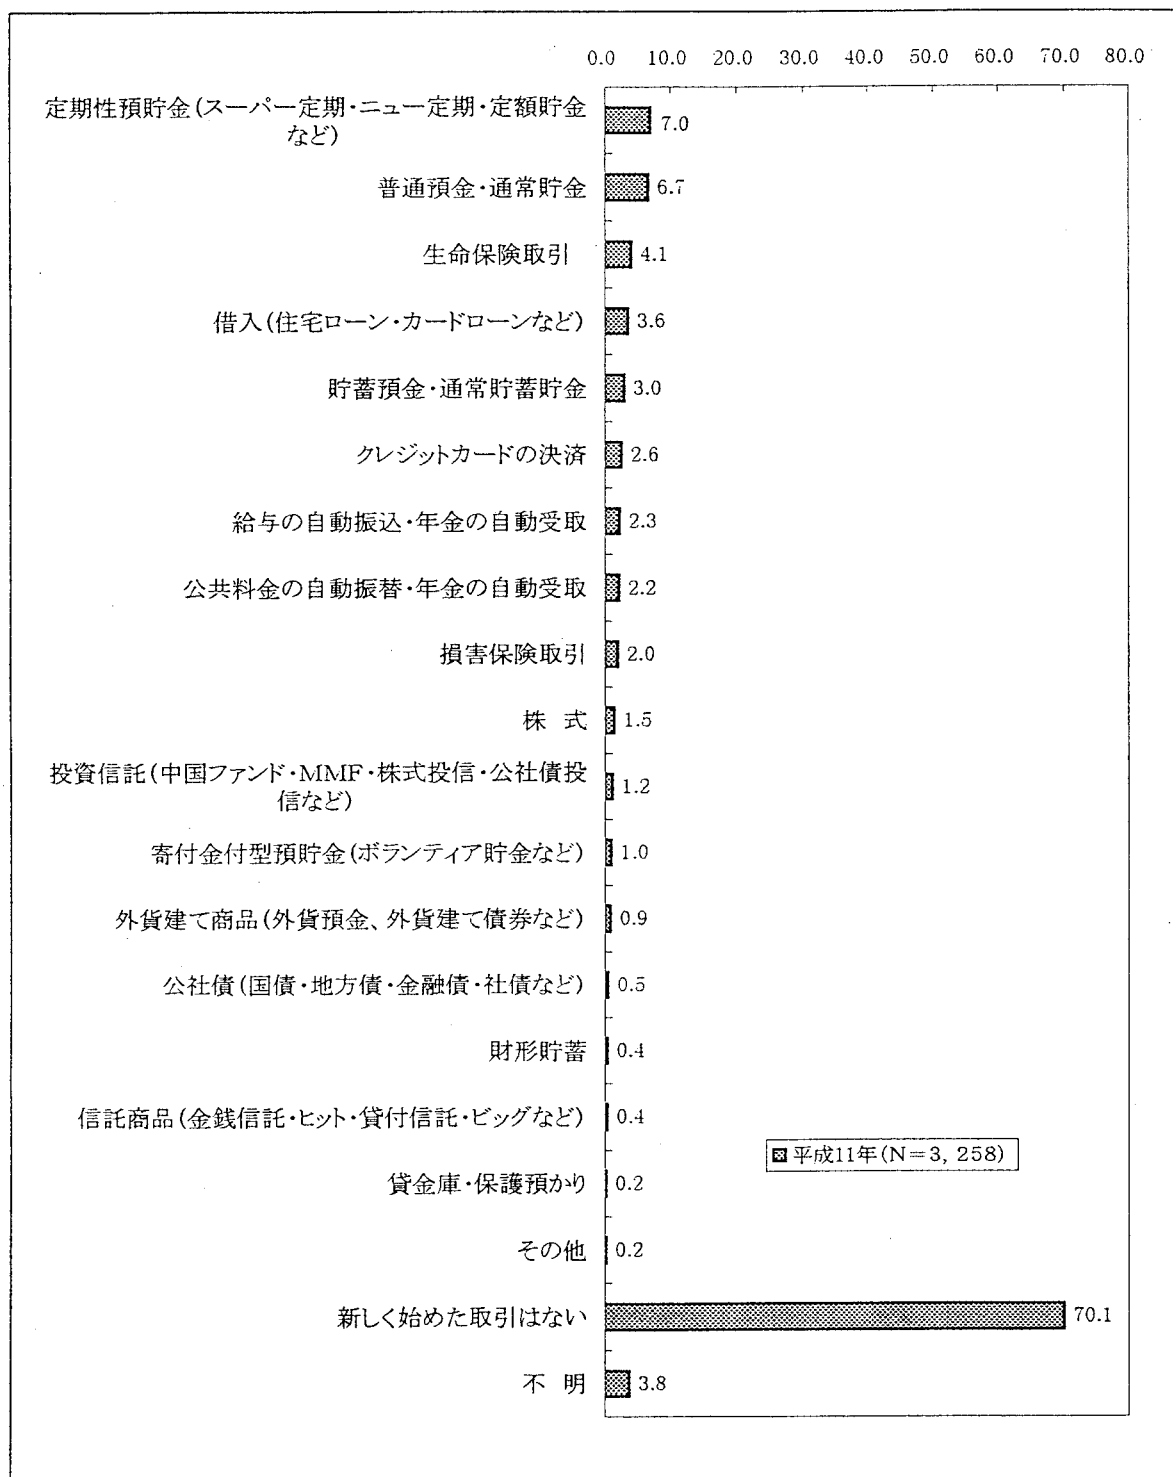 0.0 10.0 20.0 30.0 40.0 50.0 60.0 70.0 80.0
定期性預貯金(スーパー定期・ニュー定期・定額貯金
など)
7.0
普通預金・通常貯金 6.7
生命保険取引 4.1
借入(住宅ローン・カードローンなど) 3.6
貯蓄預金・通常貯蓄貯金 3.0
クレジットカードの決済 2.6
給与の自動振込・年金の自動受取 2.3
公共料金の自動振替・年金の自動受取 2.2
損害保険取引 2.0
株 式 1.5
投資信託(中国ファンド・MMF・株式投信・公社債投
信など)
1.2
寄付金付型預貯金(ボランティア貯金など) 1.0
外貨建て商品(外貨預金、外貨建て債券など) 0.9
公社債(国債・地方債・金融債・社債など) 0.5
財形貯蓄 0.4
信託商品(金銭信託・ヒット・貸付信託・ビッグなど) 0.4
平成11年(N=3, 258)
貸金庫・保護預かり 0.2
その他 0.2
新しく始めた取引はない 70.1
不 明 3.8